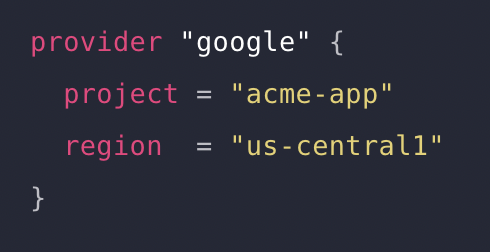 provider "google" {
  project = "acme-app"
  region  = "us-central1"
}